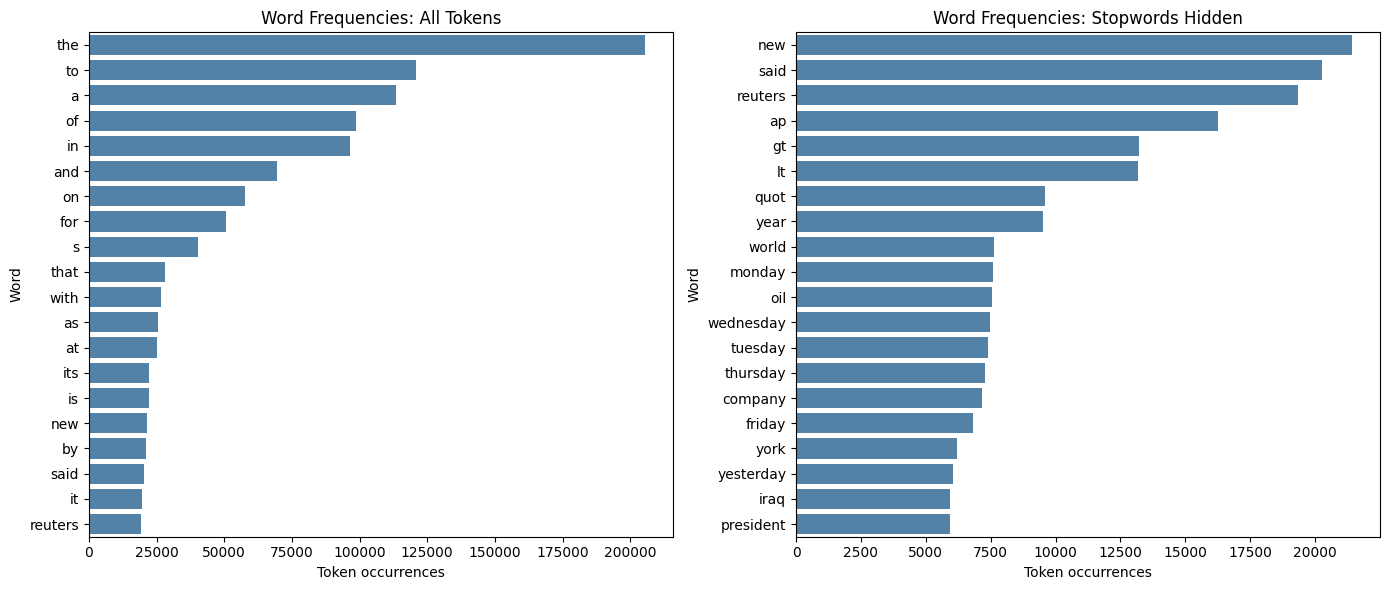 Word Frequencies: All Tokens
the
to
a
of
in
and
on
for
s
that
with
as
at
its
is
new
by
said
it
reuters
Word
0 25000 50000 75000 100000 125000 150000 175000 200000
Token occurrences
Word Frequencies: Stopwords Hidden
new
said
reuters
ap
gt
lt
quot
year
world
monday
oil
wednesday
tuesday
thursday
company
friday
york
yesterday
iraq
president
Word
0 2500 5000 7500 10000 12500 15000 17500 20000
Token occurrences